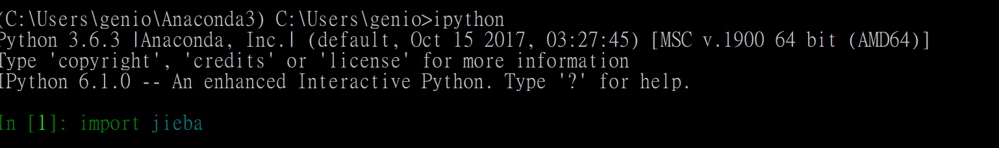 (C:\Users\genio\Anaconda3) C:\Users\genio>ipython
Python 3.6.3 |Anaconda, Inc.| (default, Oct 15 2017, 03:27:45) [MSC v.1900 64 bit (AMD64)]
Type 'copyright', 'credits' or 'license' for more information
IPython 6.1.0 -- An enhanced Interactive Python. Type '?' for help.
In [1]: import jieba